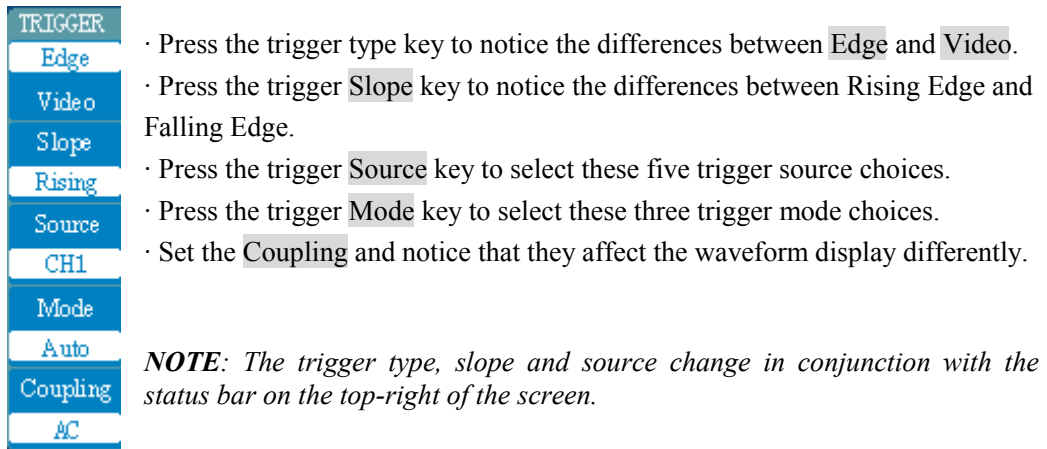 TRIGGER
Edge
Video
Slope
Rising
Source
CH1
Mode
Auto
Coupling
AC
· Press the trigger type key to notice the differences between Edge and Video.
· Press the trigger Slope key to notice the differences between Rising Edge and
Falling Edge.
· Press the trigger Source key to select these five trigger source choices.
· Press the trigger Mode key to select these three trigger mode choices.
· Set the Coupling and notice that they affect the waveform display differently.
NOTE: The trigger type, slope and source change in conjunction with the
status bar on the top-right of the screen.